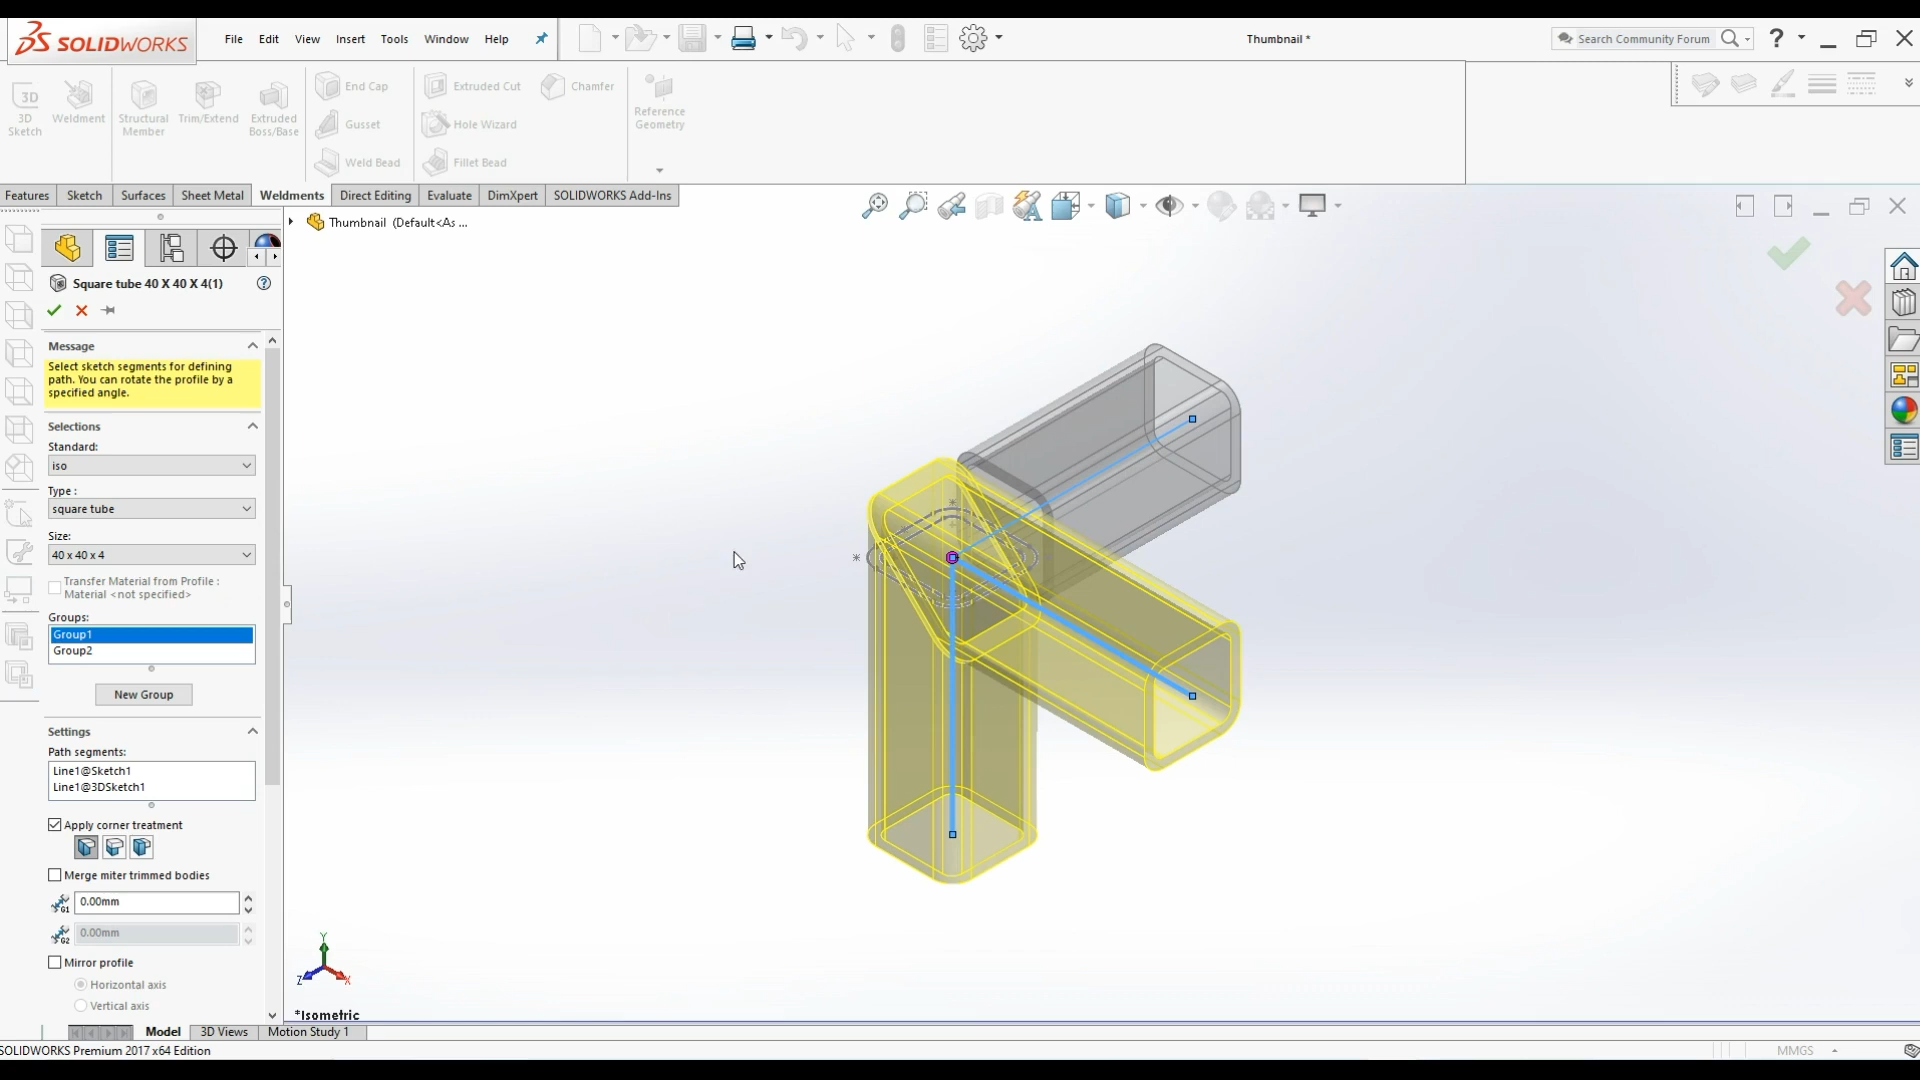 SOLIDWORKS
File Edit View Insert Tools Window Help
Thumbnail *
Search Community Forum
3D
Sketch
Weldment
Structural
Member
Trim/Extend
Extruded
Boss/Base
End Cap
Gusset
Weld Bead
Extruded Cut
Hole Wizard
Fillet Bead
Chamfer
Reference
Geometry
Features Sketch Surfaces Sheet Metal Weldments Direct Editing Evaluate DimXpert SOLIDWORKS Add-Ins
Thumbnail (Default<As ...
Square tube 40 X 40 X 4(1)
Message
Select sketch segments for defining
path. You can rotate the profile by a
specified angle.
Selections
Standard:
iso
Type :
square tube
Size:
40 x 40 x 4
Transfer Material from Profile :
Material <not specified>
Groups:
Group1
Group2
New Group
Settings
Path segments:
Line1@Sketch1
Line1@3DSketch1
Apply corner treatment
Merge miter trimmed bodies
G1 0.00mm
G2 0.00mm
Mirror profile
Horizontal axis
Vertical axis
Y
Z
X
*Isometric
Model 3D Views Motion Study 1
SOLIDWORKS Premium 2017 x64 Edition
MMGS